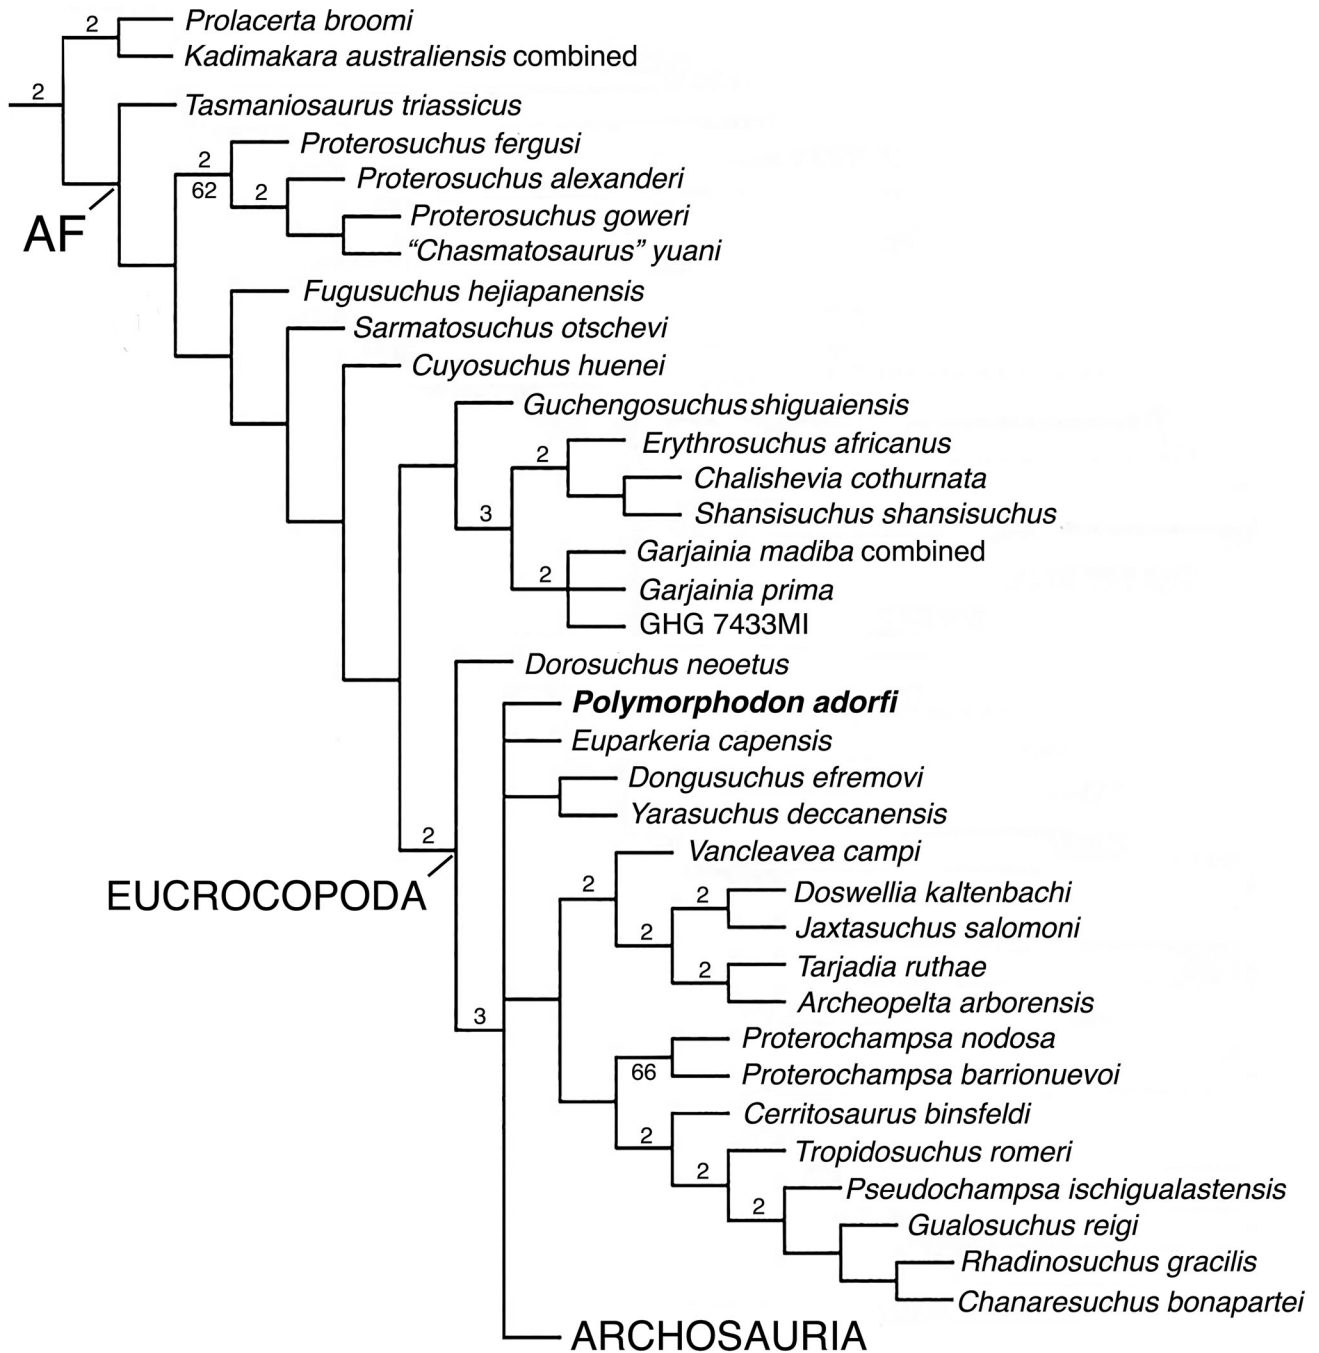 2
Prolacerta broomi
Kadimakara australiensis combined
2
Tasmaniosaurus triassicus
Proterosuchus fergusi
2
62
2
Proterosuchus alexanderi
AF
Proterosuchus goweri
“Chasmatosaurus” yuani
Fugusuchus hejiapanensis
Sarmatosuchus otschevi
Cuyosuchus huenei
Guchengosuchus shiguaiensis
2
Erythrosuchus africanus
Chalishevia cothurnata
3
Shansisuchus shansisuchus
Garjainia madiba combined
2
Garjainia prima
GHG 7433MI
Dorosuchus neoetus
Polymorphodon adorfi
Euparkeria capensis
Dongusuchus efremovi
Yarasuchus deccanensis
2
Vancleavea campi
EUCROCOPODA
2
2
Doswellia kaltenbachi
2
Jaxtasuchus salomoni
2
Tarjadia ruthae
Archeopelta arborensis
3
Proterochampsa nodosa
66
Proterochampsa barrionuevoi
Cerritosaurus binsfeldi
2
Tropidosuchus romeri
2
Pseudochampsa ischigualastensis
2
Gualosuchus reigi
Rhadinosuchus gracilis
Chanaresuchus bonapartei
ARCHOSAURIA